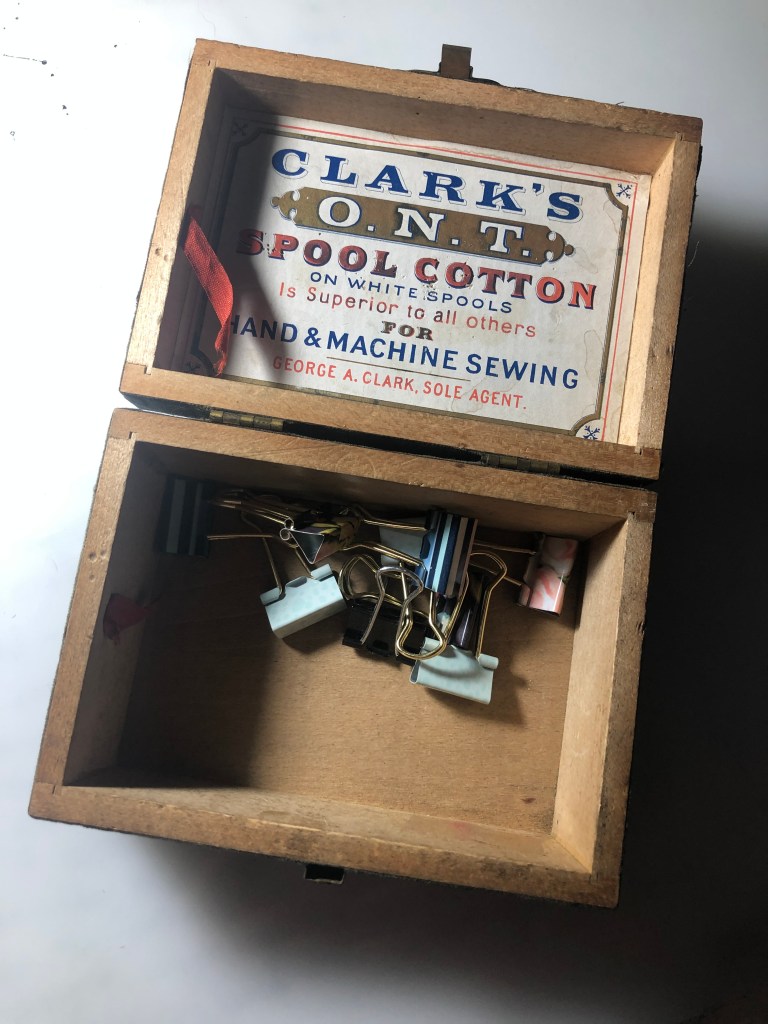 CLARK'S
O.N.T.
SPOOL COTTON
ON WHITE SPOOLS
Is Superior to all others
FOR
HAND & MACHINE SEWING
GEORGE A. CLARK, SOLE AGENT.